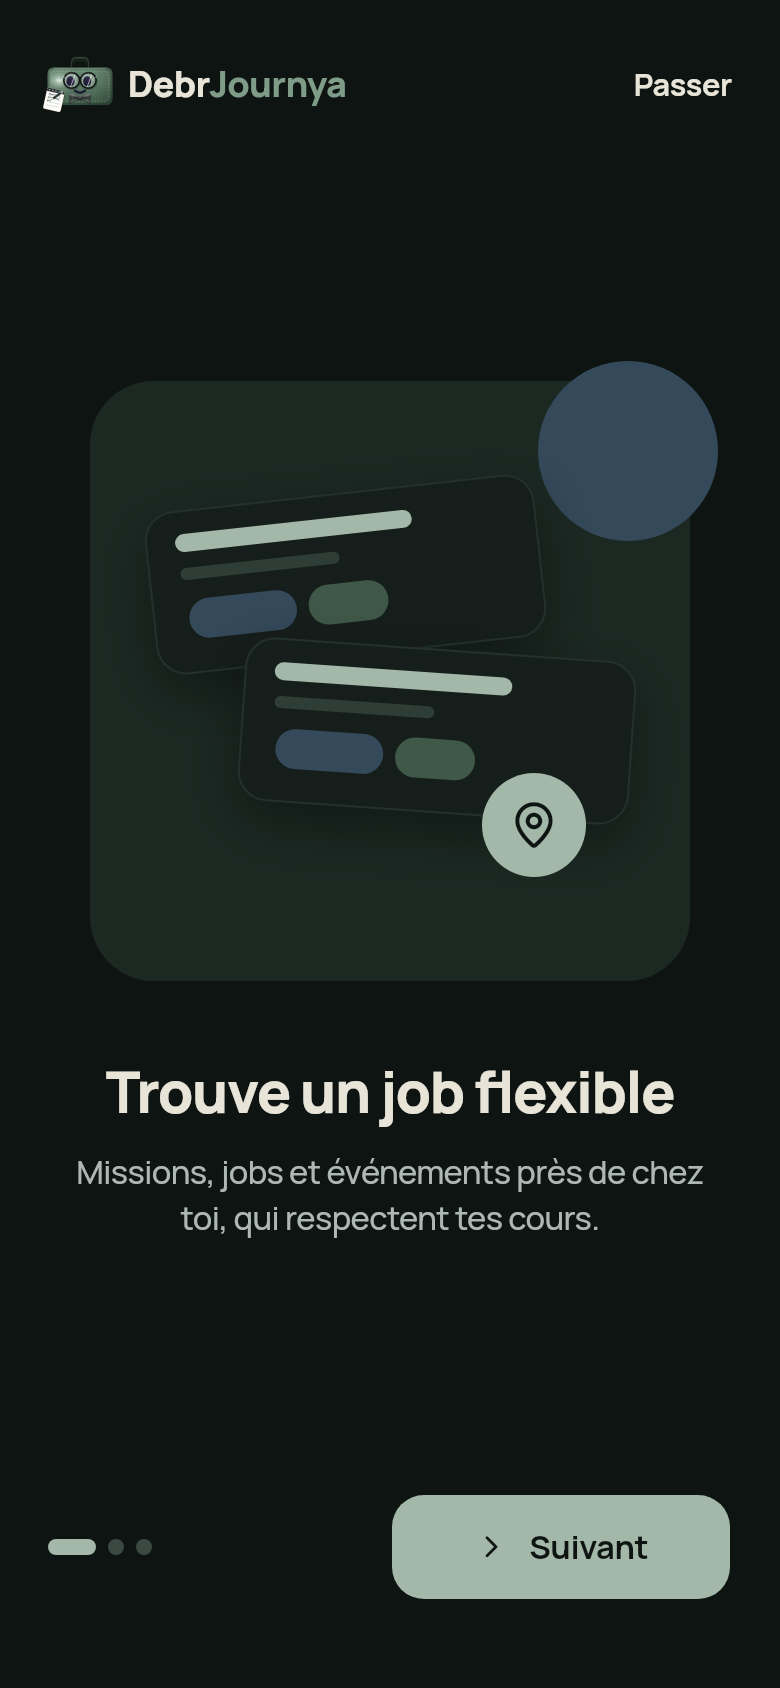 DebrJournya
Passer
Trouve un job flexible
Missions, jobs et événements près de chez
toi, qui respectent tes cours.
Suivant